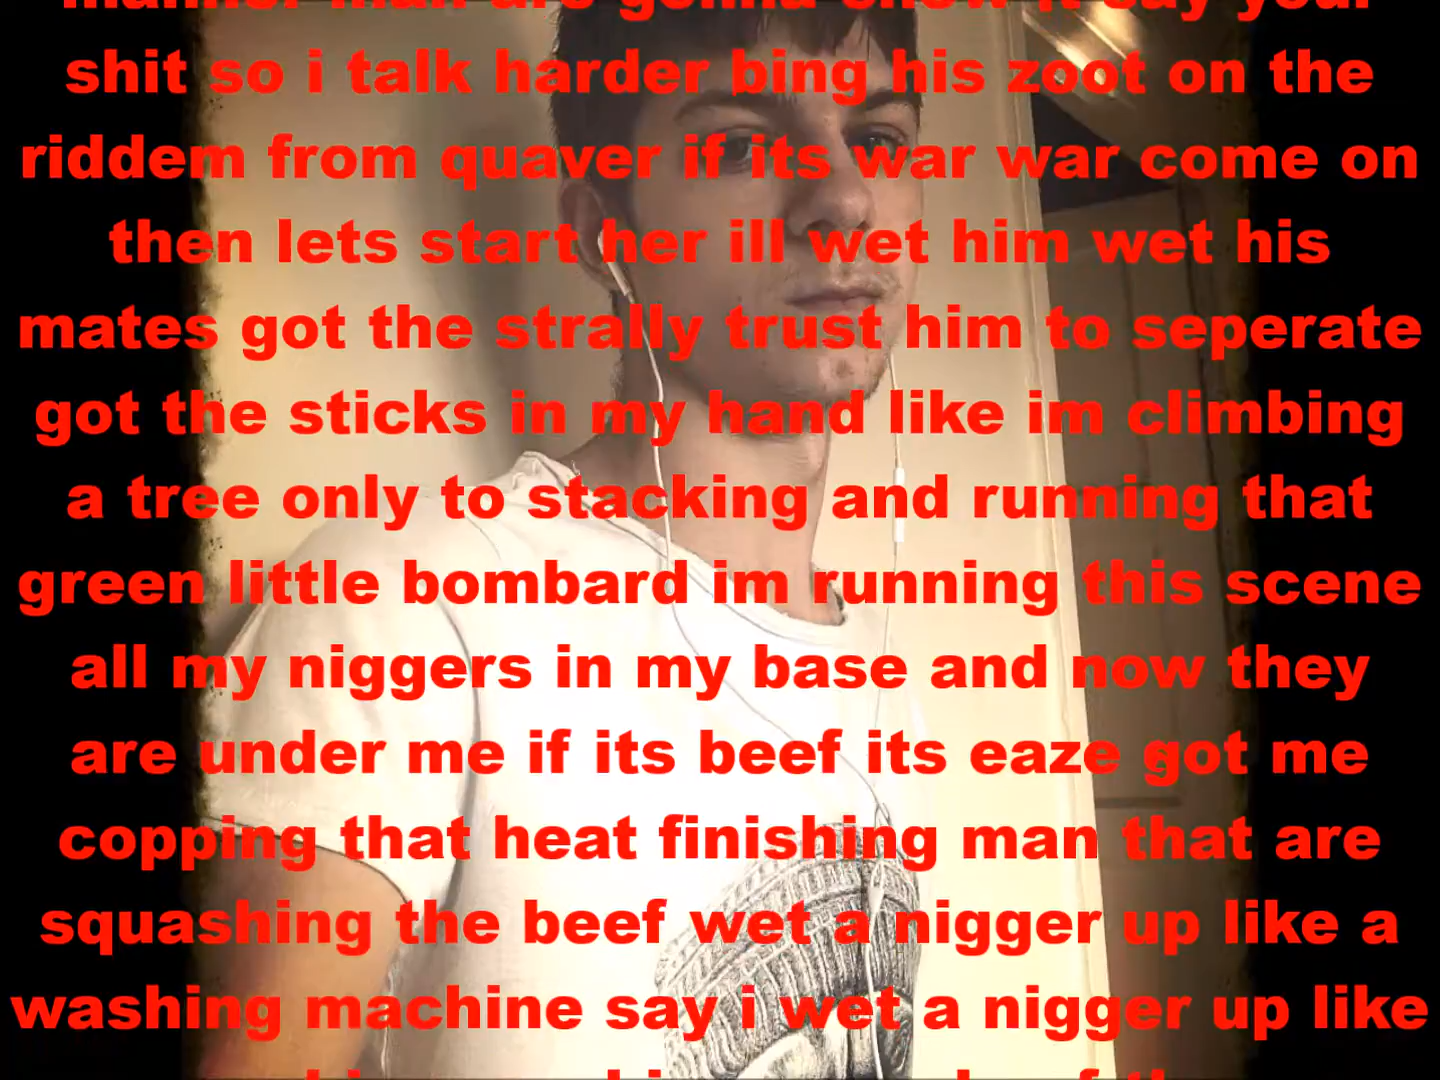 manner man are gonna show it say your
shit so i talk harder bing his zoot on the
riddem from quaver if its war war come on
then lets start her ill wet him wet his
mates got the strally trust him to seperate
got the sticks in my hand like im climbing
a tree only to stacking and running that
green little bombard im running this scene
all my niggers in my base and now they
are under me if its beef its eaze got me
copping that heat finishing man that are
squashing the beef wet a nigger up like a
washing machine say i wet a nigger up like